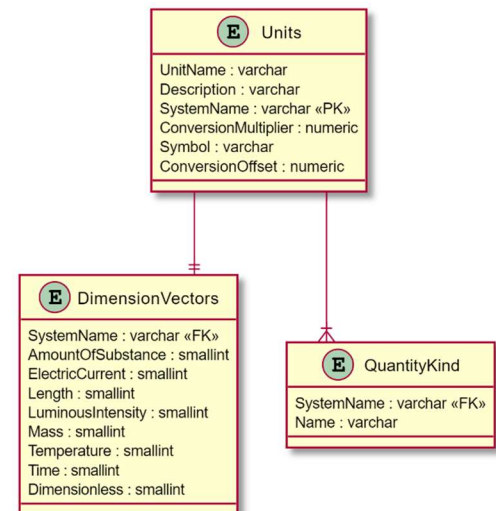 E Units
UnitName : varchar
Description : varchar
SystemName : varchar «PK»
ConversionMultiplier : numeric
Symbol : varchar
ConversionOffset : numeric
E DimensionVectors
SystemName : varchar «FK»
AmountOfSubstance : smallint
ElectricCurrent : smallint
Length : smallint
LuminousIntensity : smallint
Mass : smallint
Temperature : smallint
Time : smallint
Dimensionless : smallint
E QuantityKind
SystemName : varchar «FK»
Name : varchar